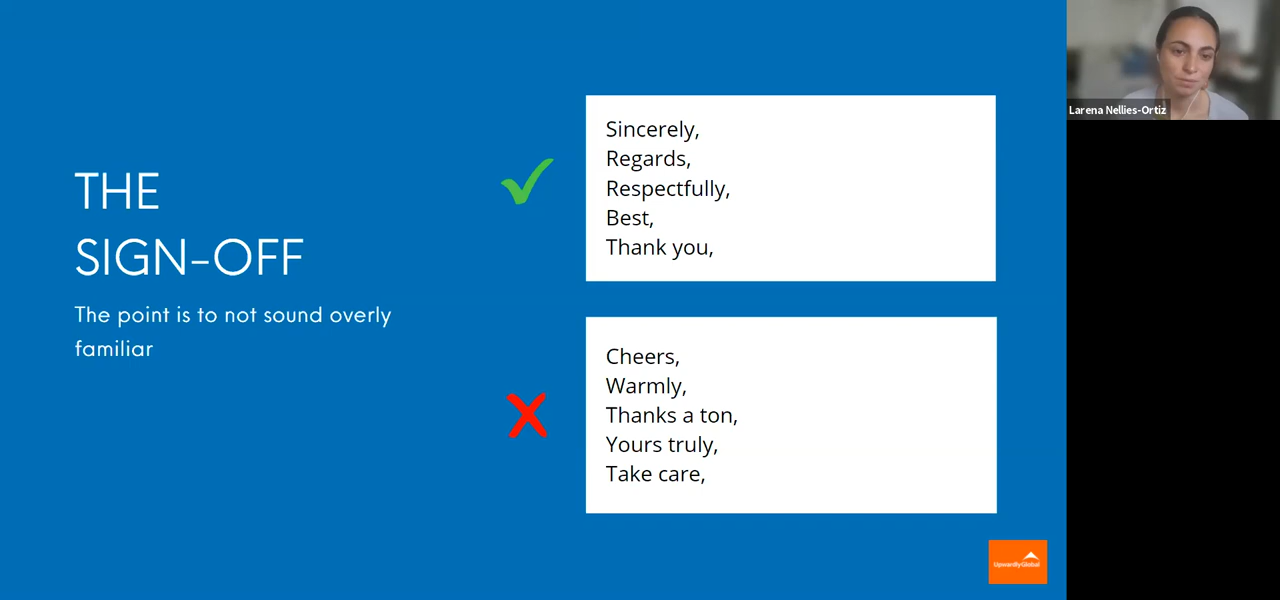 THE
SIGN-OFF
The point is to not sound overly
familiar
Sincerely,
Regards,
Respectfully,
Best,
Thank you,
Cheers,
Warmly,
Thanks a ton,
Yours truly,
Take care,
Larena Nellies-Ortiz
UpwardlyGlobal